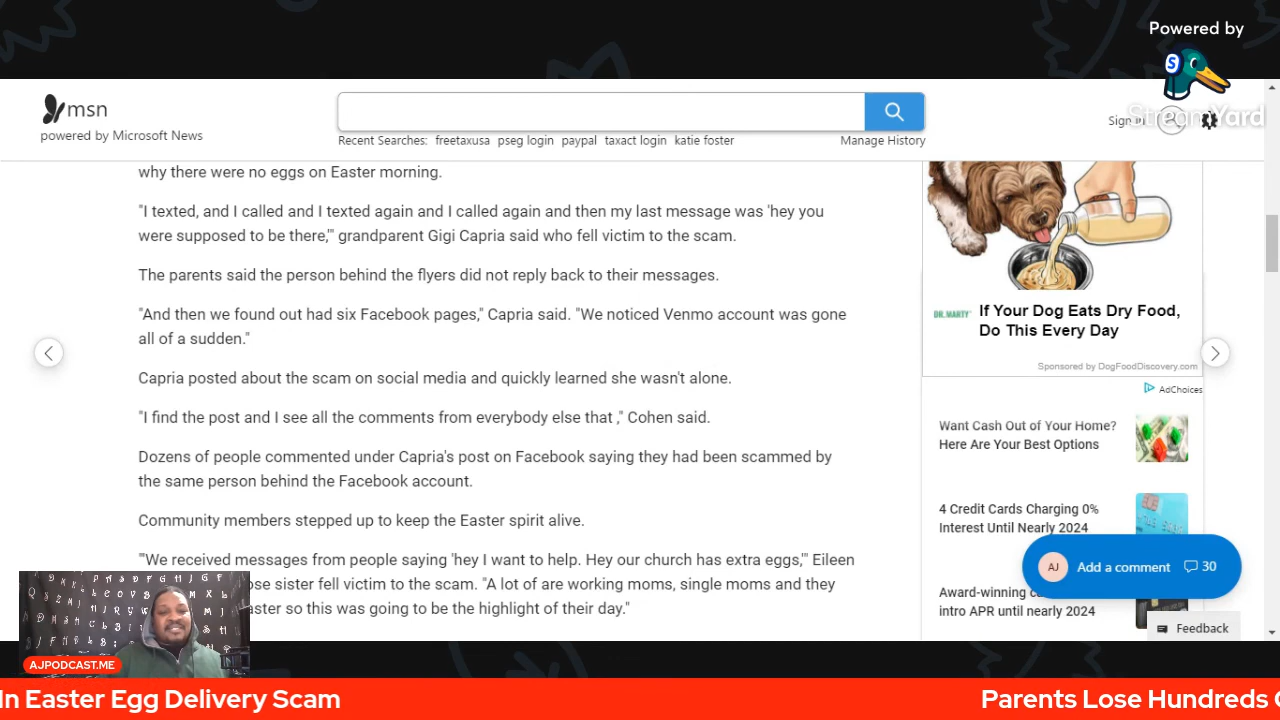 Powered by
S
StreamYard
msn
powered by Microsoft News
Sign in
Recent Searches: freetaxusa pseg login paypal taxact login katie foster
Manage History
why there were no eggs on Easter morning.
"I texted, and I called and I texted again and I called again and then my last message was 'hey you
were supposed to be there,'" grandparent Gigi Capria said who fell victim to the scam.
The parents said the person behind the flyers did not reply back to their messages.
"And then we found out had six Facebook pages," Capria said. "We noticed Venmo account was gone
all of a sudden."
Capria posted about the scam on social media and quickly learned she wasn't alone.
"I find the post and I see all the comments from everybody else that ," Cohen said.
Dozens of people commented under Capria's post on Facebook saying they had been scammed by
the same person behind the Facebook account.
Community members stepped up to keep the Easter spirit alive.
"'We received messages from people saying 'hey I want to help. Hey our church has extra eggs,'" Eileen
ose sister fell victim to the scam. "A lot of are working moms, single moms and they
aster so this was going to be the highlight of their day."
DR. MARTY
If Your Dog Eats Dry Food,
Do This Every Day
Sponsored by DogFoodDiscovery.com
AdChoices
Want Cash Out of Your Home?
Here Are Your Best Options
4 Credit Cards Charging 0%
Interest Until Nearly 2024
AJ Add a comment 30
Award-winning
intro APR until nearly 2024
Feedback
AJPODCAST.ME
In Easter Egg Delivery Scam
Parents Lose Hundreds